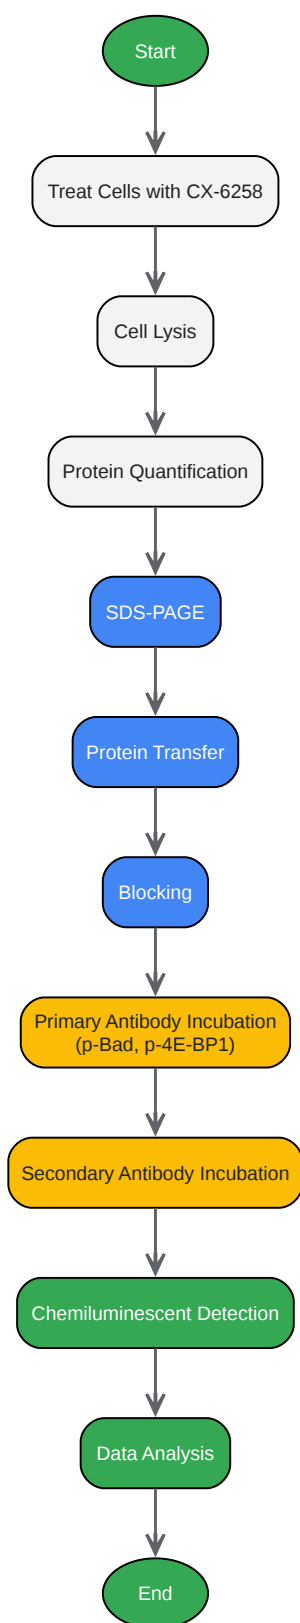 Start
Treat Cells with CX-6258
Cell Lysis
Protein Quantification
SDS-PAGE
Protein Transfer
Blocking
Primary Antibody Incubation
(p-Bad, p-4E-BP1)
Secondary Antibody Incubation
Chemiluminescent Detection
Data Analysis
End